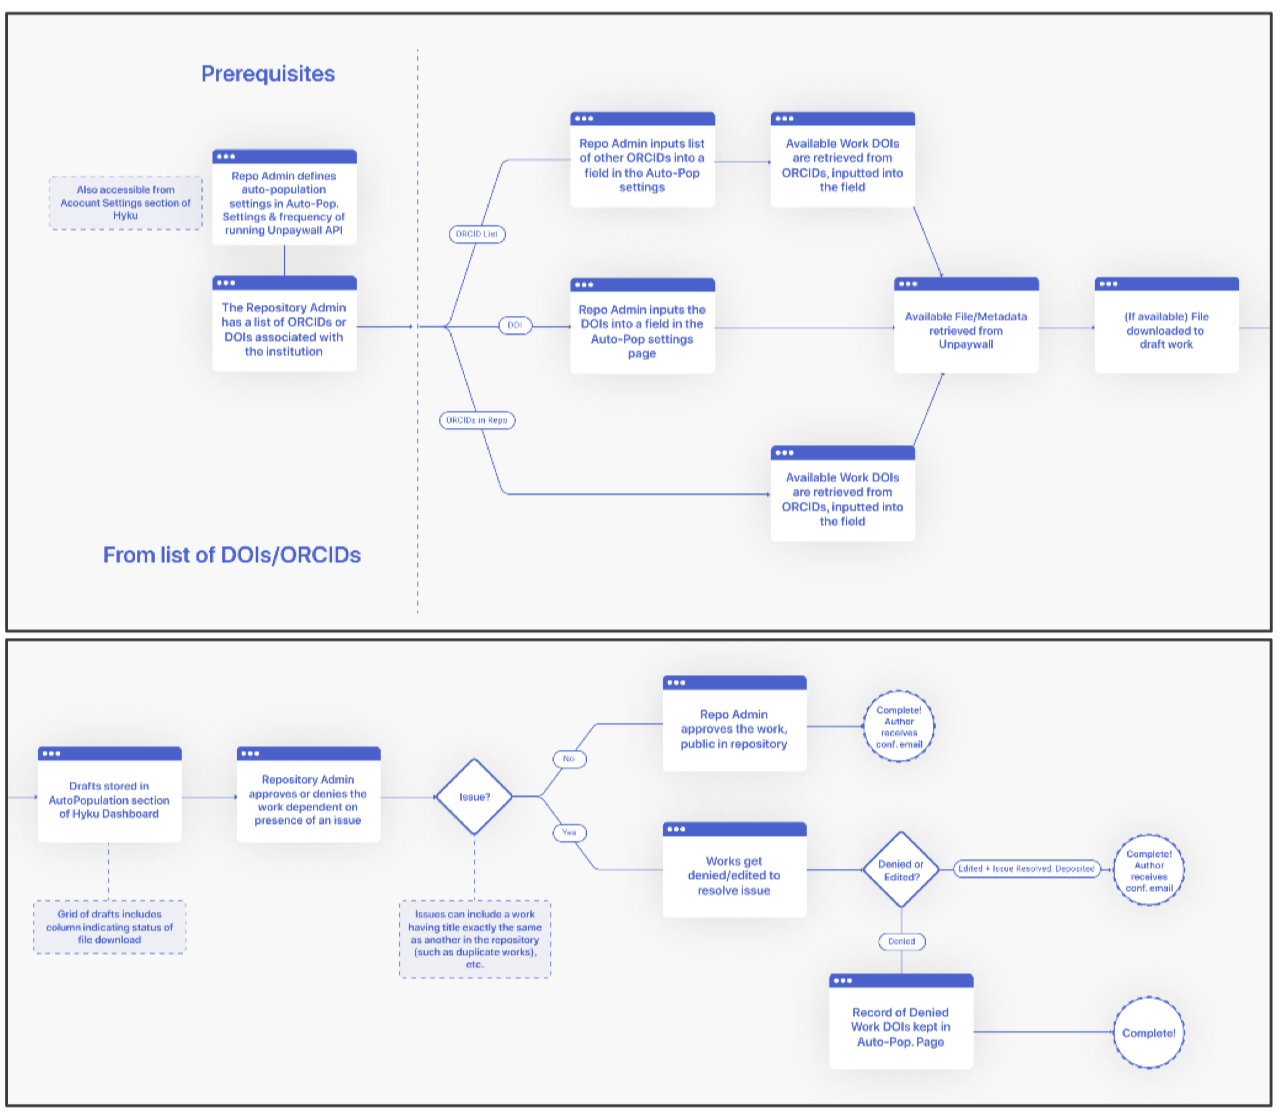 Prerequisites
Also accessible from
Acocunt Settings section of
Hyku
Repo Admin defines
auto-population
settings in Auto-Pop.
Settings & frequency of
running Unpaywall API
The Repository Admin
has a list of ORCIDs or
DOIs associated with
the institution
From list of DOIs/ORCIDs
ORCID List
DOI
ORCIDs in Repo
Repo Admin inputs list
of other ORCIDs into a
field in the Auto-Pop
settings
Available Work DOIs
are retrieved from
ORCIDs, inputted into
the field
Repo Admin inputs the
DOIs into a field in the
Auto-Pop settings
page
Available Work DOIs
are retrieved from
ORCIDs, inputted into
the field
Available File/Metadata
retrieved from
Unpaywall
(If available) File
downloaded to
draft work
Drafts stored in
AutoPopulation section
of Hyku Dashboard
Grid of drafts includes
column indicating status of
file download
Repository Admin
approves or denies the
work dependent on
presence of an issue
Issue?
Issues can include a work
having title exactly the same
as another in the repository
(such as duplicate works),
etc.
No
Yes
Repo Admin
approves the work,
public in repository
Complete!
Author
receives
conf. email
Works get
denied/edited to
resolve issue
Denied or
Edited?
Edited + Issue Resolved, Deposited
Complete!
Author
receives
conf. email
Denied
Record of Denied
Work DOIs kept in
Auto-Pop. Page
Complete!